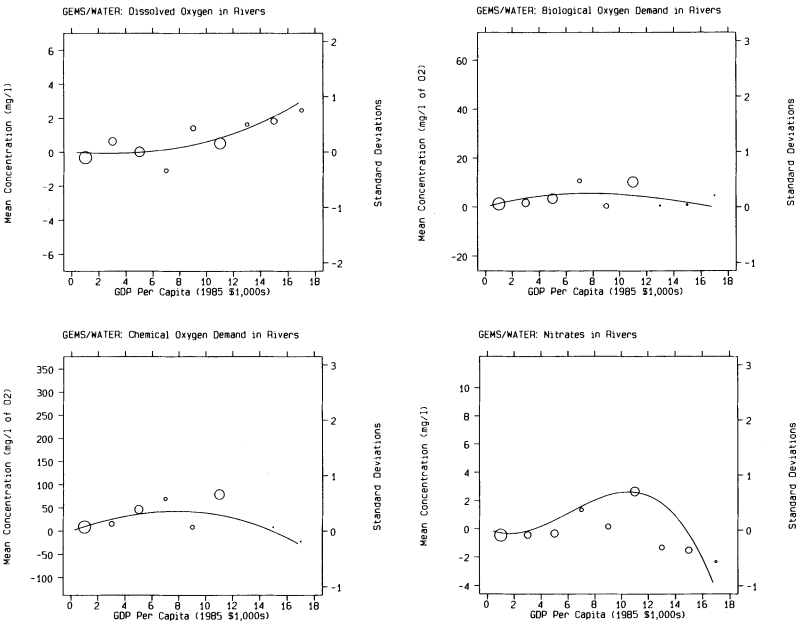 GEMS/WATER: Dissolved Oxygen in Rivers
6
4
2
0
-2
-4
-6
Mean Concentration (mg/l)
2
1
0
-1
-2
Standard Deviations
0 2 4 6 8 10 12 14 16 18
GDP Per Capita (1985 $1,000s)
GEMS/WATER: Biological Oxygen Demand in Rivers
60
40
20
0
-20
Mean Concentration (mg/l of O2)
3
2
1
0
-1
Standard Deviations
0 2 4 6 8 10 12 14 16 18
GDP Per Capita (1985 $1,000s)
GEMS/WATER: Chemical Oxygen Demand in Rivers
350
300
250
200
150
100
50
0
-50
-100
Mean Concentration (mg/l of O2)
3
2
1
0
-1
Standard Deviations
0 2 4 6 8 10 12 14 16 18
GDP Per Capita (1985 $1,000s)
GEMS/WATER: Nitrates in Rivers
10
8
6
4
2
0
-2
-4
Mean Concentration (mg/l)
3
2
1
0
-1
Standard Deviations
0 2 4 6 8 10 12 14 16 18
GDP Per Capita (1985 $1,000s)